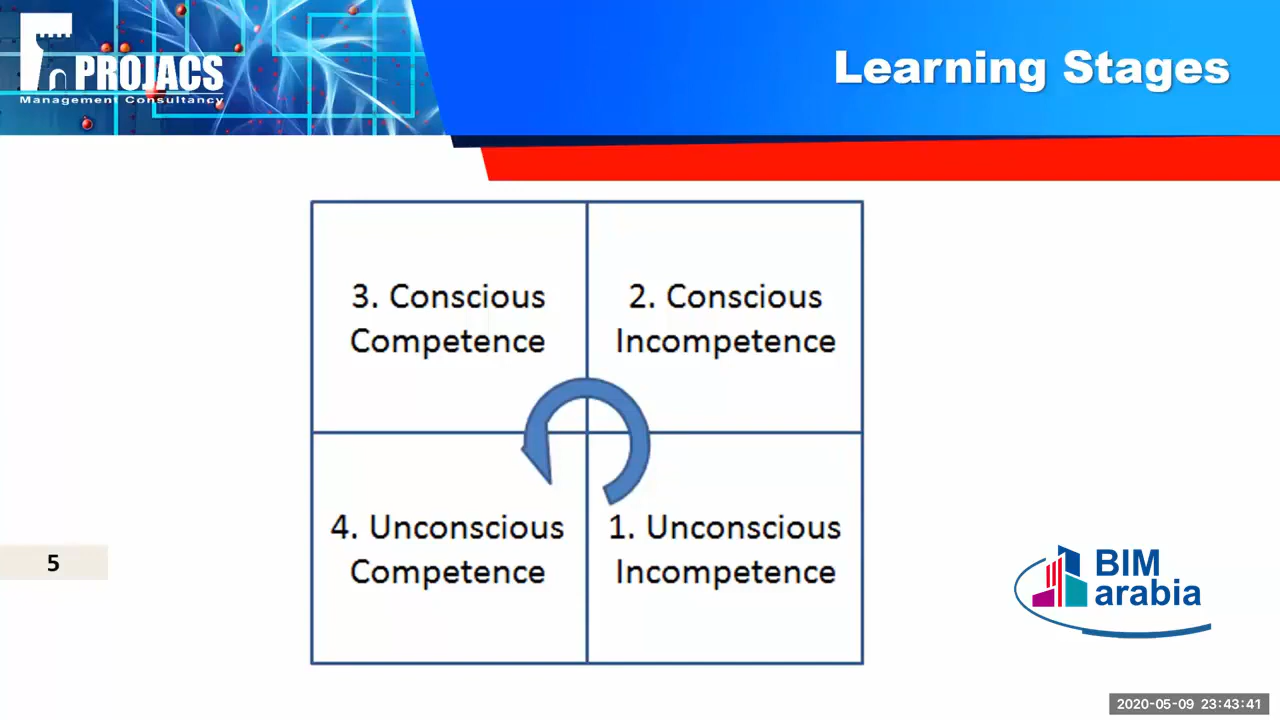 PROJACS
Management Consultancy
Learning Stages
3. Conscious
Competence
2. Conscious
Incompetence
4. Unconscious
Competence
1. Unconscious
Incompetence
5
BIM
arabia
2020-05-09 23:43:41